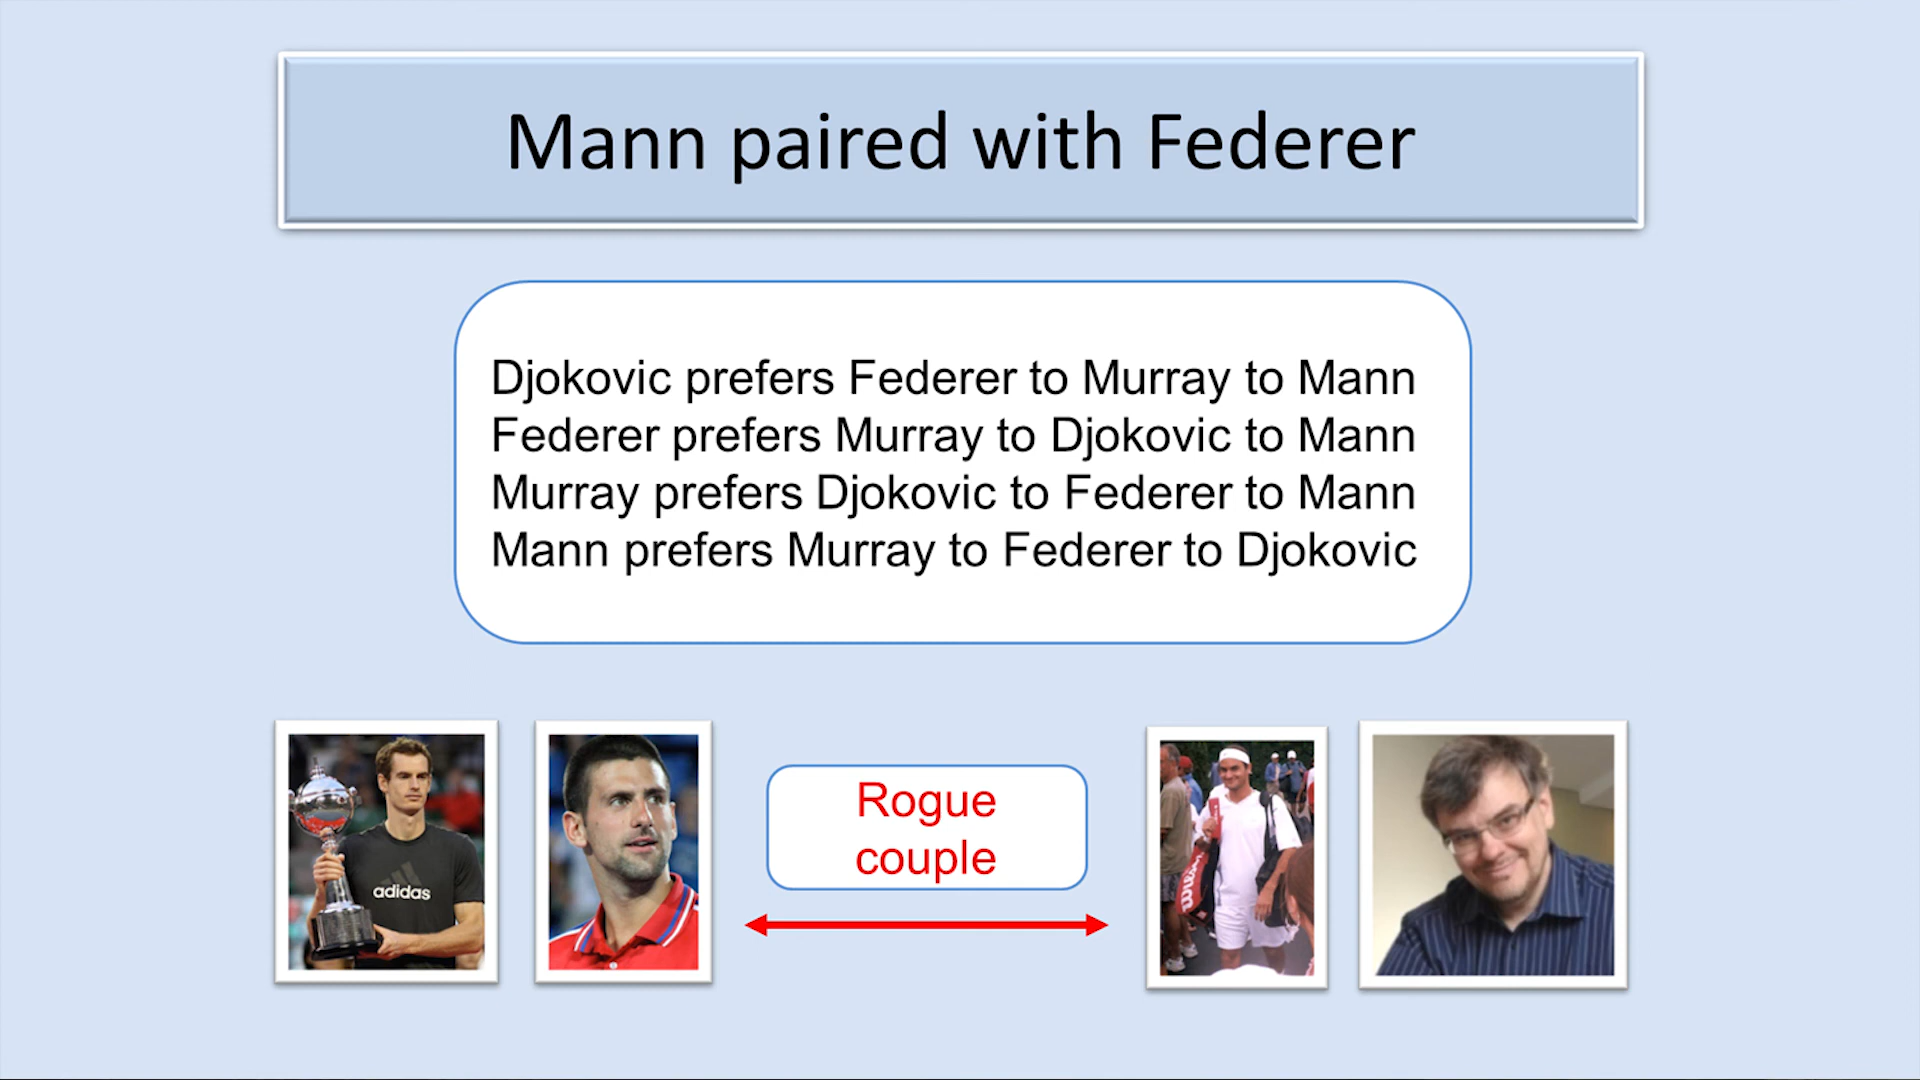 Mann paired with Federer
Djokovic prefers Federer to Murray to Mann
Federer prefers Murray to Djokovic to Mann
Murray prefers Djokovic to Federer to Mann
Mann prefers Murray to Federer to Djokovic
Rogue
couple
adidas
Wilson